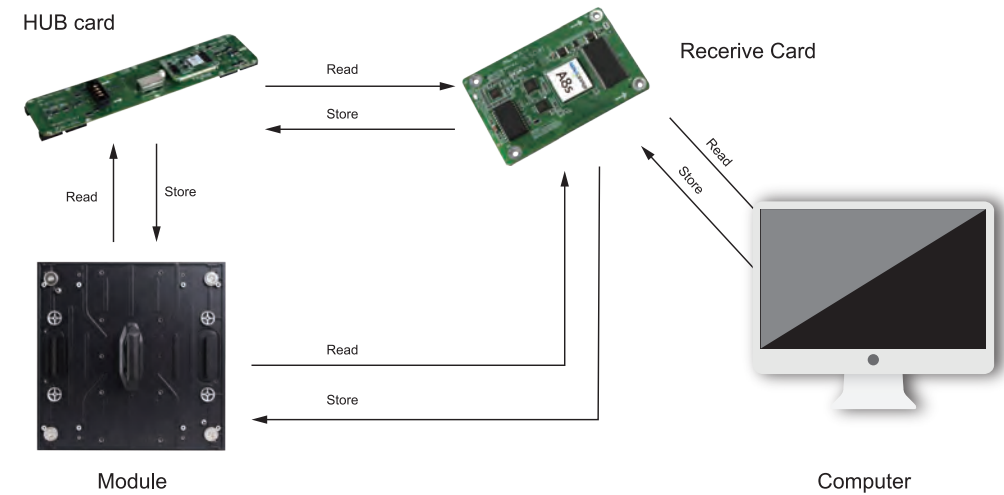 HUB card
Recerive Card
Read
Store
A8s
Read
Store
Read
Store
Read
Store
Module
Computer